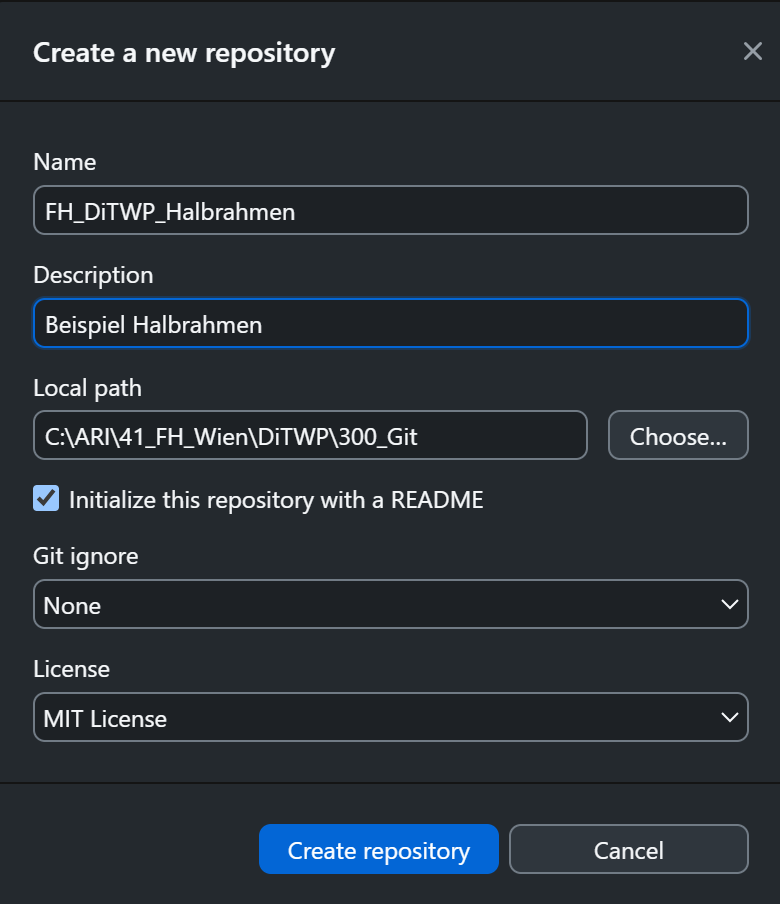 Create a new repository
Name
FH_DiTWP_Halbrahmen
Description
Beispiel Halbrahmen
Local path
C:\ARI\41_FH_Wien\DiTWP\300_Git
Choose...
Initialize this repository with a README
Git ignore
None
License
MIT License
Create repository
Cancel